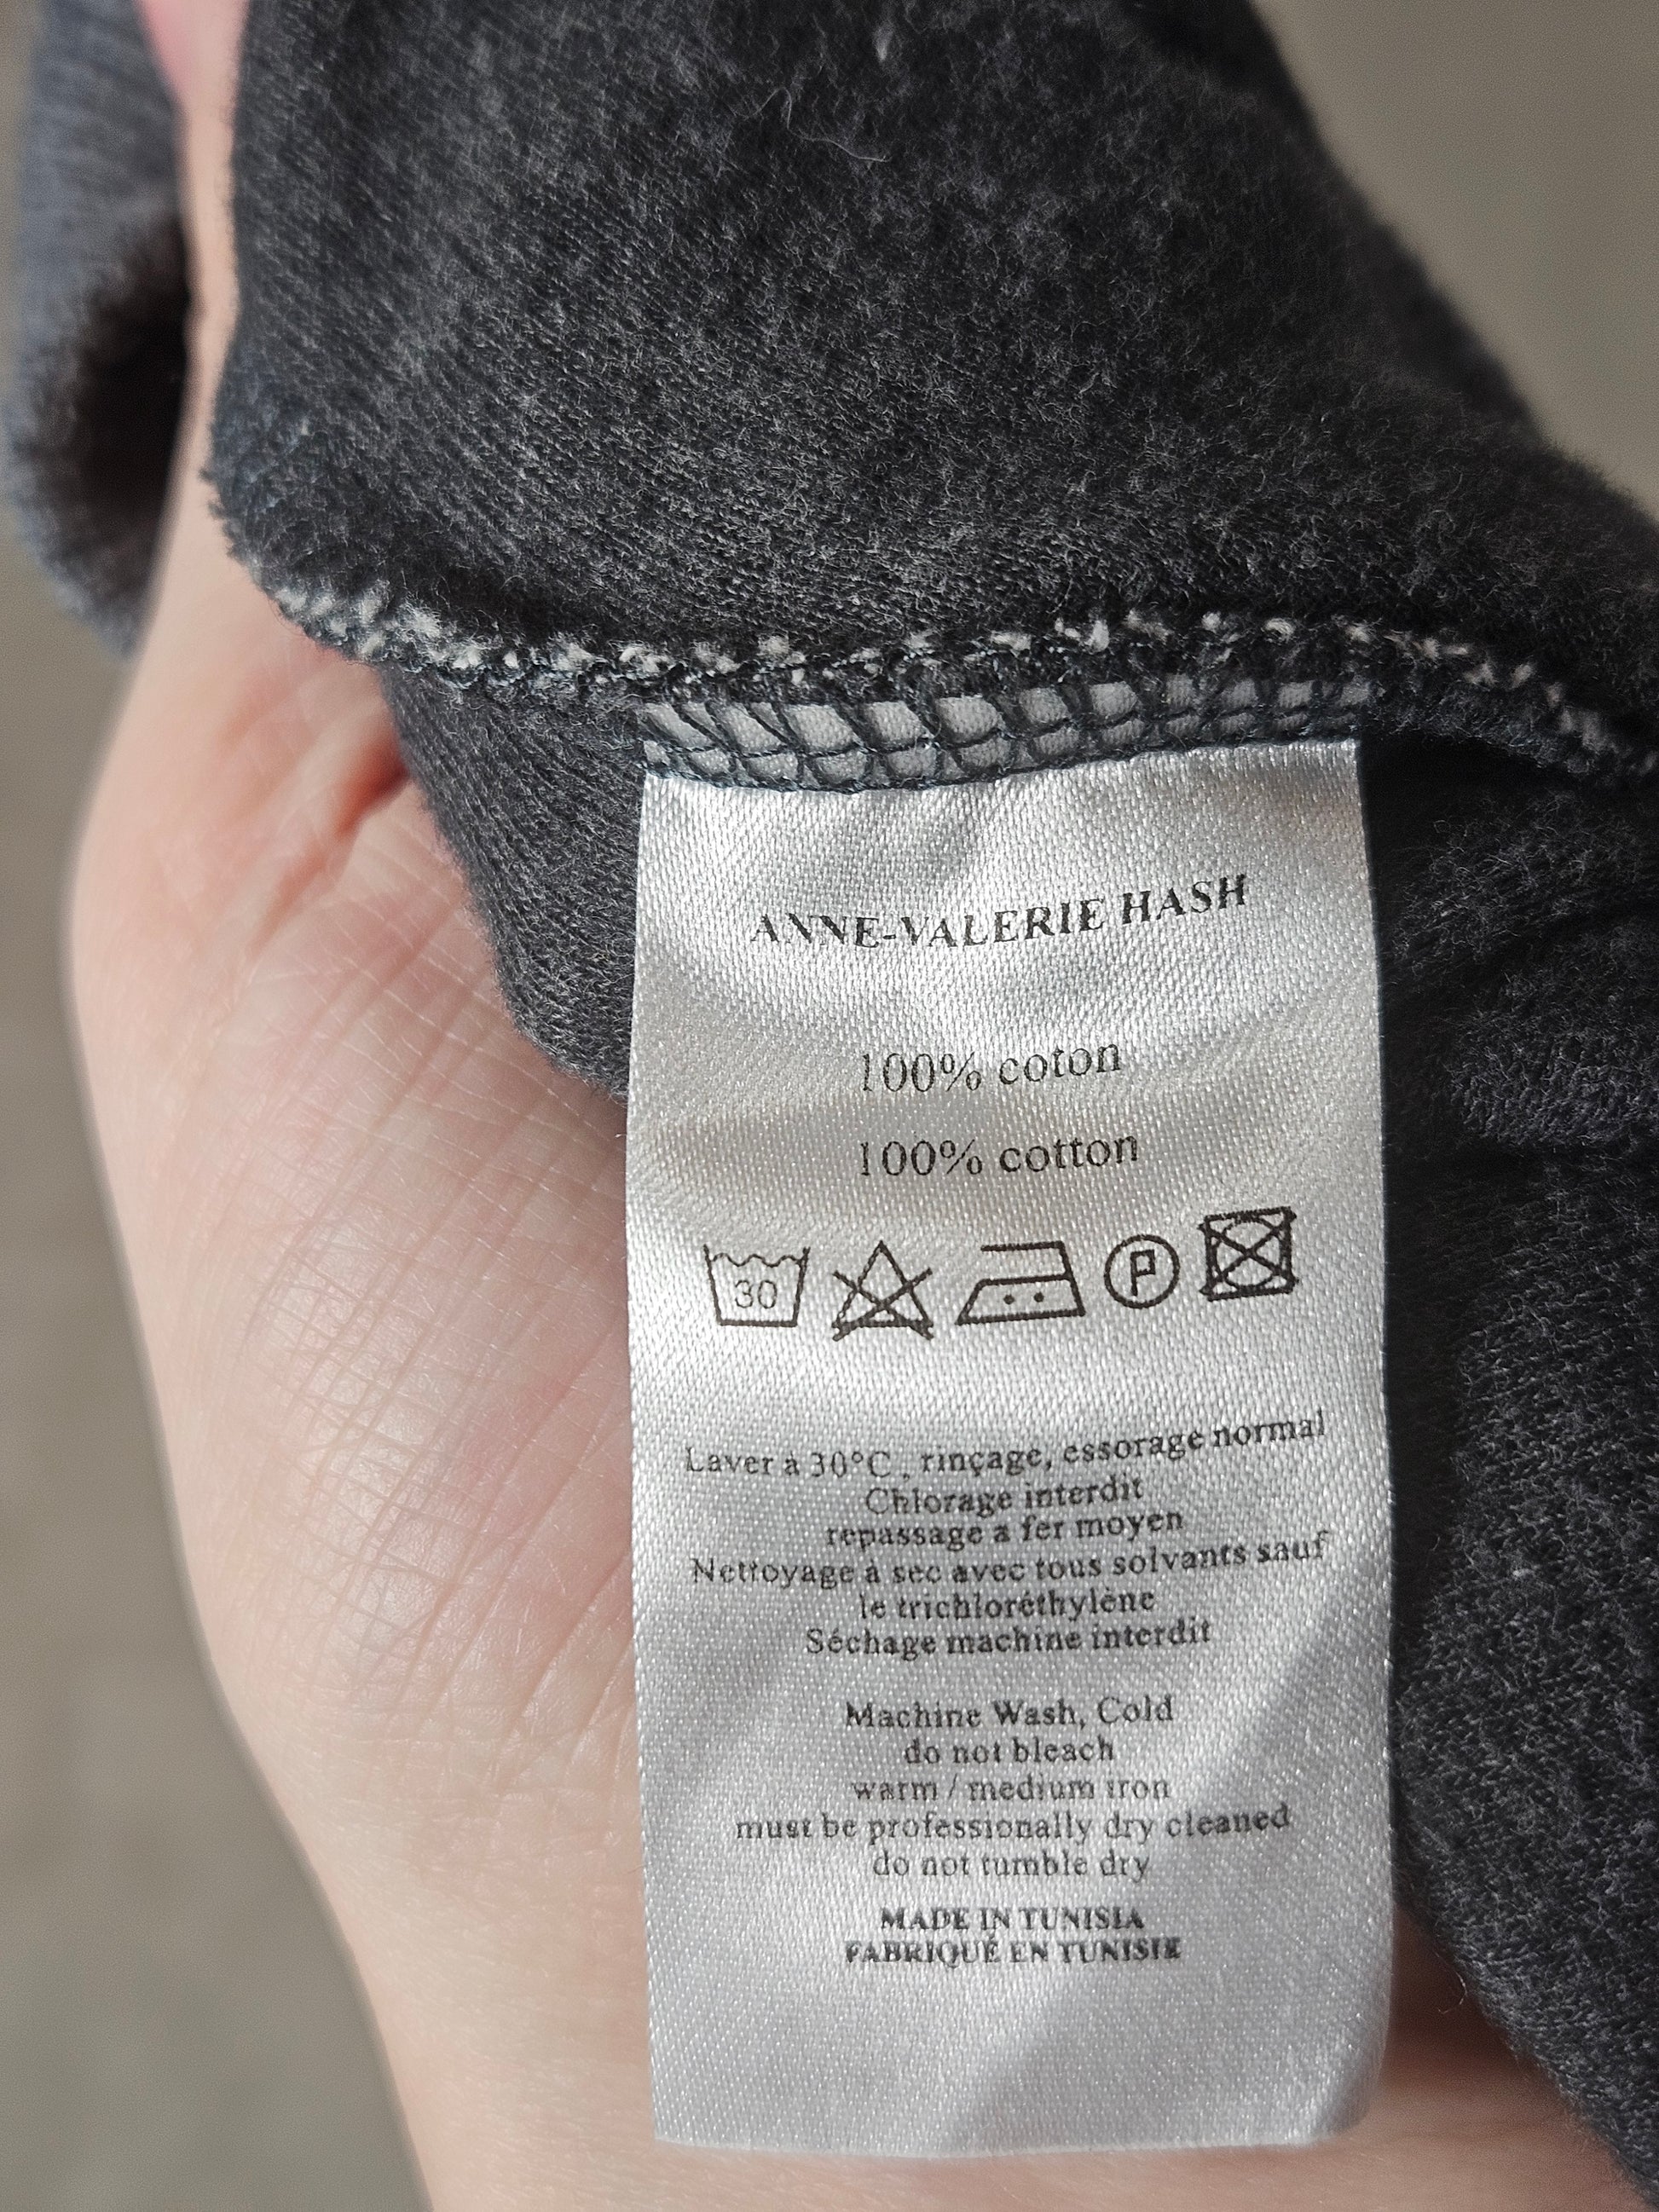 ANNE-VALERIE HASH
100% coton
100% cotton
30 P
Laver à 30°C , rinçage, essorage normal
Chlorage interdit
repassage a fer moyen
Nettoyage à sec avec tous solvants sauf
le trichloréthylène
Séchage machine interdit
Machine Wash, Cold
do not bleach
warm / medium iron
must be professionally dry cleaned
do not tumble dry
MADE IN TUNISIA
FABRIQUÉ EN TUNISIE